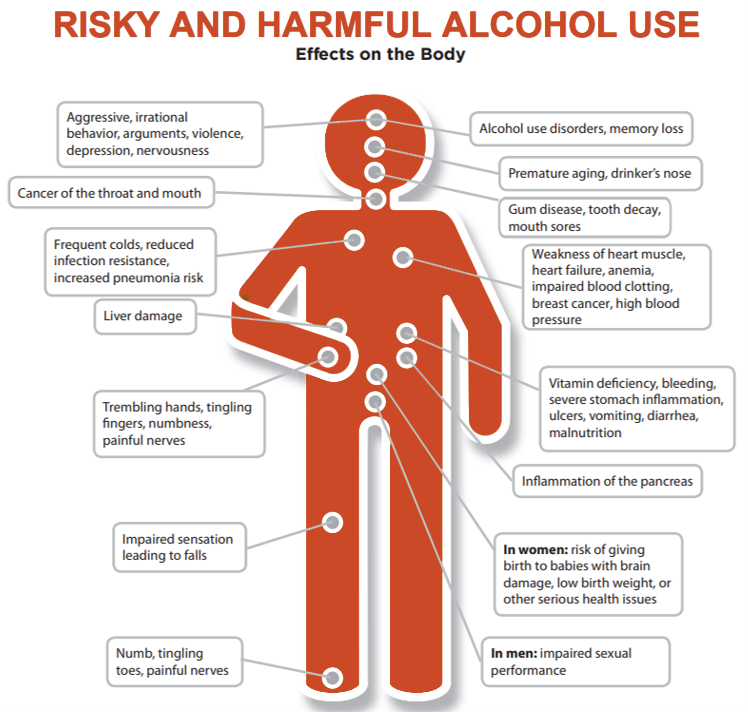 RISKY AND HARMFUL ALCOHOL USE
Effects on the Body
Aggressive, irrational
behavior, arguments, violence,
depression, nervousness
Alcohol use disorders, memory loss
Premature aging, drinker's nose
Cancer of the throat and mouth
Gum disease, tooth decay,
mouth sores
Frequent colds, reduced
infection resistance,
increased pneumonia risk
Weakness of heart muscle,
heart failure, anemia,
impaired blood clotting,
breast cancer, high blood
pressure
Liver damage
Vitamin deficiency, bleeding,
severe stomach inflammation,
ulcers, vomiting, diarrhea,
malnutrition
Trembling hands, tingling
fingers, numbness,
painful nerves
Inflammation of the pancreas
Impaired sensation
leading to falls
In women: risk of giving
birth to babies with brain
damage, low birth weight, or
other serious health issues
Numb, tingling
toes, painful nerves
In men: impaired sexual
performance